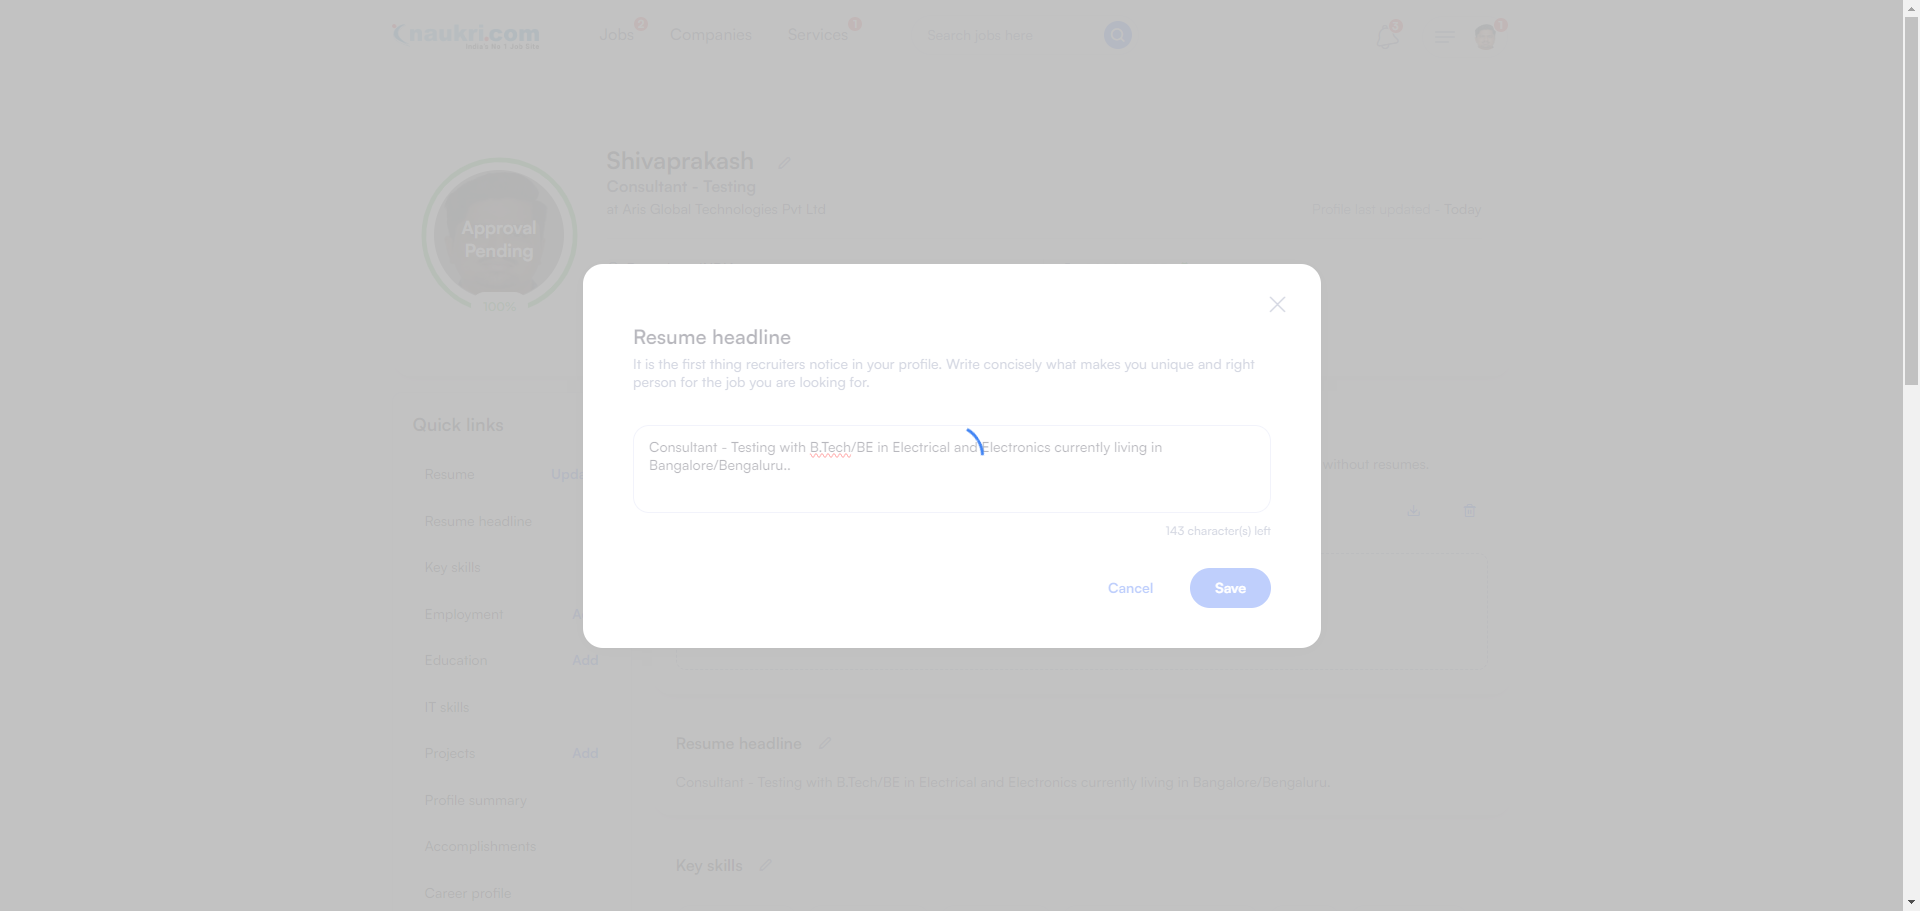 naukri.com
India's No.1 Job Site
Jobs
2
Companies
Services
1
Search jobs here
Shivaprakash
Consultant - Testing
at Aris Global Technologies Pvt Ltd
Profile last updated - Today
Approval
Pending
100%
Resume headline
It is the first thing recruiters notice in your profile. Write concisely what makes you unique and right
person for the job you are looking for.
Consultant - Testing with B.Tech/BE in Electrical and Electronics currently living in
Bangalore/Bengaluru..
143 character(s) left
Cancel
Save
Quick links
Resume
Resume headline
Key skills
Employment
Education
Add
IT skills
Projects
Add
Profile summary
Accomplishments
Career profile
without resumes.
Resume headline
Consultant - Testing with B.Tech/BE in Electrical and Electronics currently living in Bangalore/Bengaluru.
Key skills